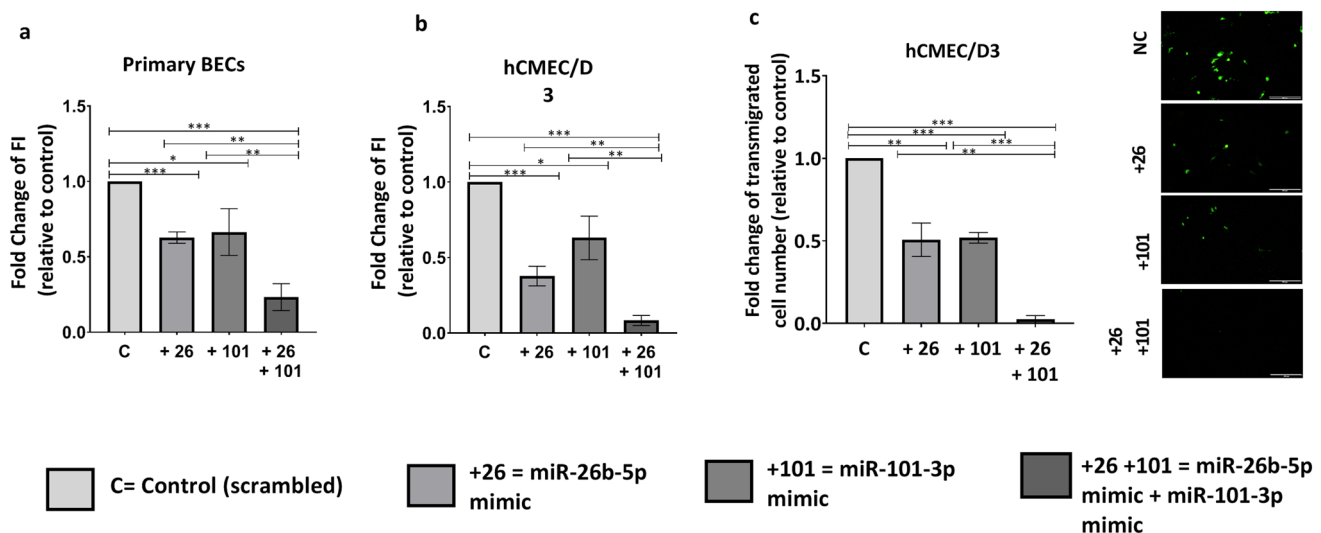 a
Primary BECs
Fold Change of FI
(relative to control)
1.5
1.0
0.5
0.0
***
**
**
*
***
C
+ 26
+ 101
+ 26
+ 101
b
hCMEC/D
3
Fold Change of FI
(relative to control)
1.5
1.0
0.5
0.0
***
**
**
*
***
C
+ 26
+ 101
+ 26
+ 101
c
hCMEC/D3
Fold change of transmigrated
cell number (relative to control)
1.5
1.0
0.5
0.0
***
***
**
***
**
C
+ 26
+ 101
+ 26
+ 101
NC
+26
+101
+26
+101
C= Control (scrambled)
+26 = miR-26b-5p
mimic
+101 = miR-101-3p
mimic
+26 +101 = miR-26b-5p
mimic + miR-101-3p
mimic